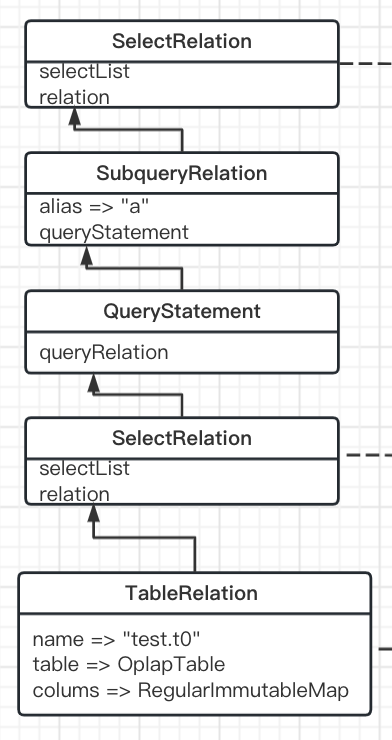 SelectRelation
selectList
relation
SubqueryRelation
alias => "a"
queryStatement
QueryStatement
queryRelation
SelectRelation
selectList
relation
TableRelation
name => "test.t0"
table => OplapTable
colums => RegularImmutableMap